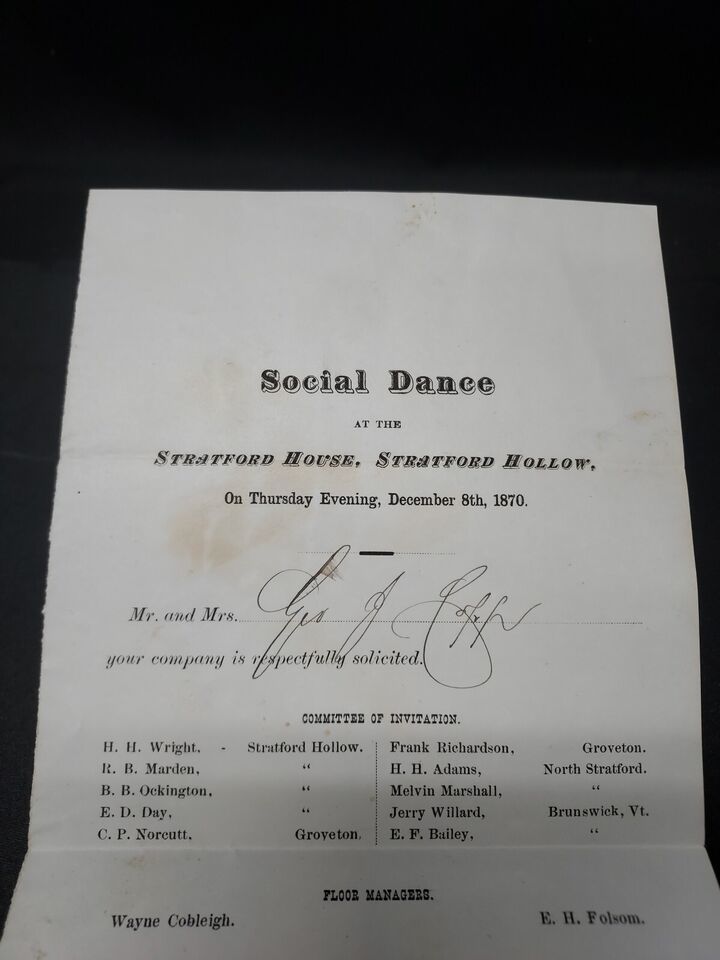 Social Dance
AT THE
STRATFORD HOUSE, STRATFORD HOLLOW,
On Thursday Evening, December 8th, 1870.
Mr. and Mrs. Geo J Copp
your company is respectfully solicited.
COMMITTEE OF INVITATION.
H. H. Wright, - Stratford Hollow.
R. B. Marden, "
B. B. Ockington, "
E. D. Day, "
C. P. Norcutt, Groveton,
Frank Richardson, Groveton.
H. H. Adams, North Stratford.
Melvin Marshall, "
Jerry Willard, Brunswick, Vt.
E. F. Bailey, "
FLOOR MANAGERS.
Wayne Cobleigh. E. H. Folsom.